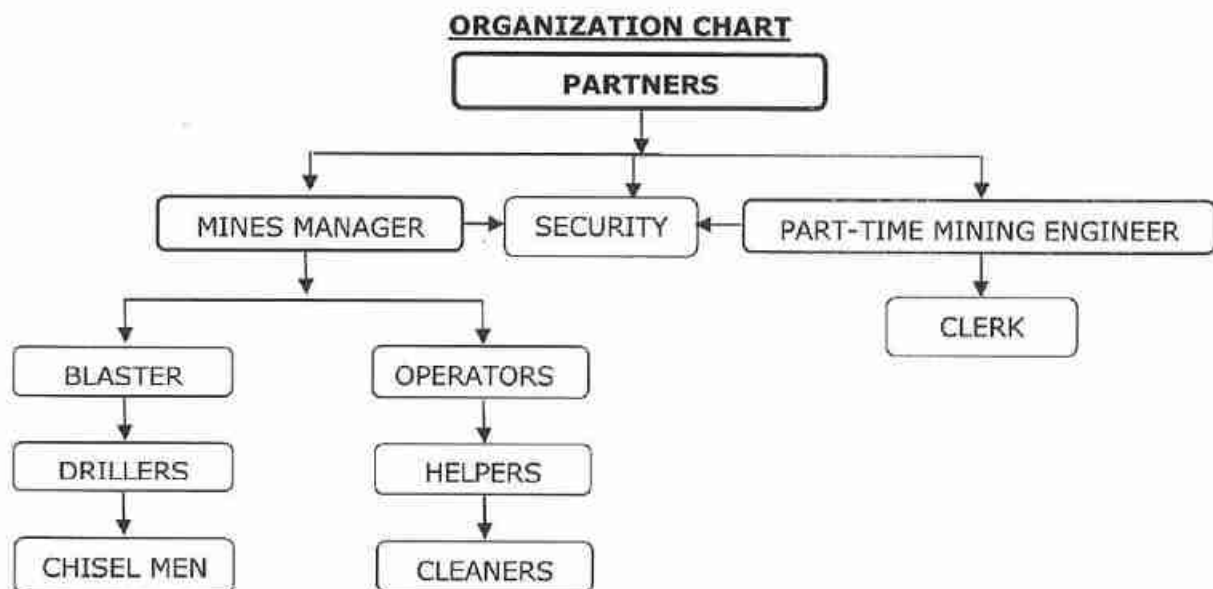 ORGANIZATION CHART
PARTNERS
MINES MANAGER
SECURITY
PART-TIME MINING ENGINEER
CLERK
BLASTER
OPERATORS
DRILLERS
HELPERS
CHISEL MEN
CLEANERS